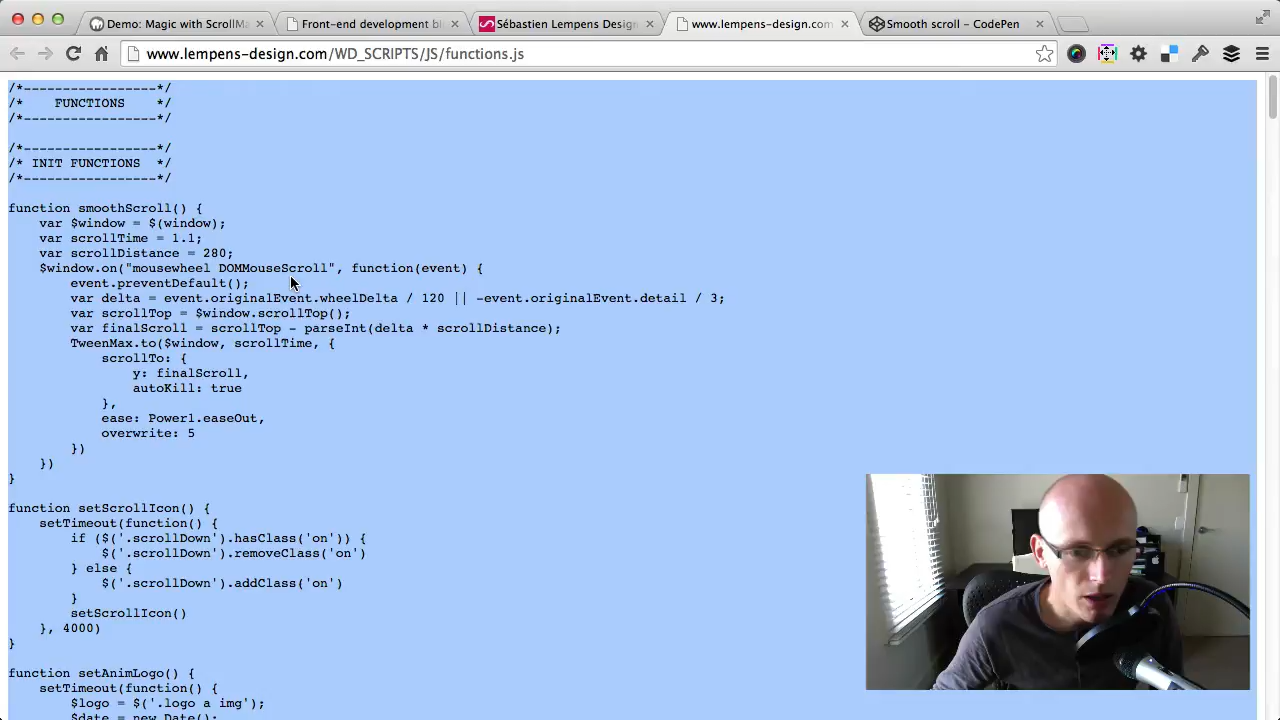 Demo: Magic with ScrollMa
Front-end development bl
Sébastien Lempens Design
www.lempens-design.com/
Smooth scroll – CodePen
www.lempens-design.com/WD_SCRIPTS/JS/functions.js
/*-----------------*/
/*    FUNCTIONS    */
/*-----------------*/
/*-----------------*/
/* INIT FUNCTIONS  */
/*-----------------*/
function smoothScroll() {
    var $window = $(window);
    var scrollTime = 1.1;
    var scrollDistance = 280;
    $window.on("mousewheel DOMMouseScroll", function(event) {
        event.preventDefault();
        var delta = event.originalEvent.wheelDelta / 120 || -event.originalEvent.detail / 3;
        var scrollTop = $window.scrollTop();
        var finalScroll = scrollTop - parseInt(delta * scrollDistance);
        TweenMax.to($window, scrollTime, {
            scrollTo: {
                y: finalScroll,
                autoKill: true
            },
            ease: Power1.easeOut,
            overwrite: 5
        })
    })
}
function setScrollIcon() {
    setTimeout(function() {
        if ($('.scrollDown').hasClass('on')) {
            $('.scrollDown').removeClass('on')
        } else {
            $('.scrollDown').addClass('on')
        }
        setScrollIcon()
    }, 4000)
}
function setAnimLogo() {
    setTimeout(function() {
        $logo = $('.logo a img');
        $date = new Date();